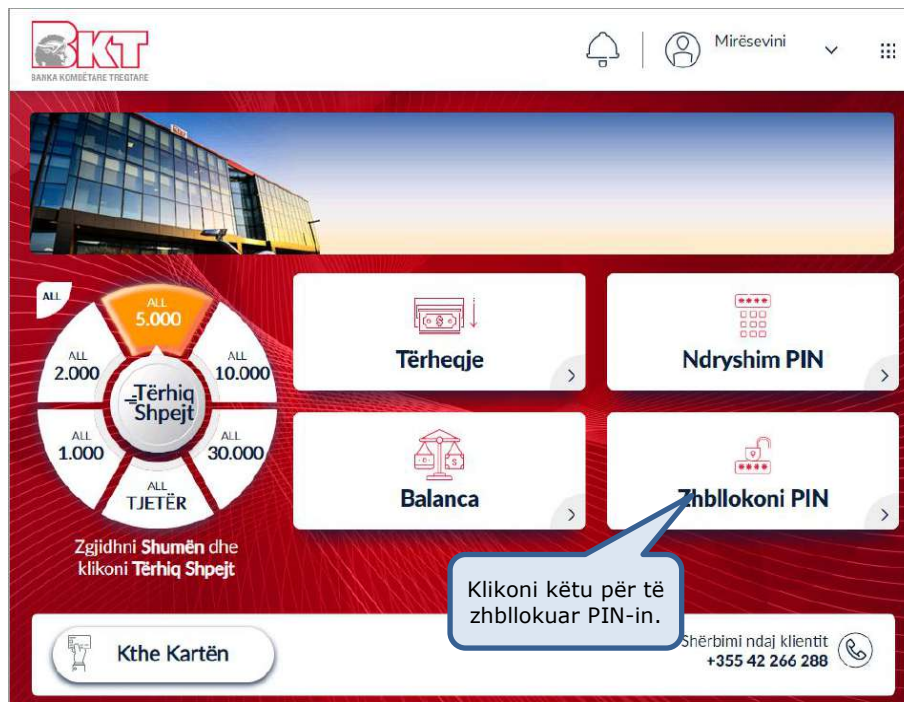 BKT
BANKA KOMBËTARE TREGTARE
Mirësevini
ALL
ALL
5.000
ALL
2.000
ALL
10.000
Tërhiq
Shpejt
ALL
1.000
ALL
30.000
ALL
TJETËR
Zgjidhni Shumën dhe
klikoni Tërhiq Shpejt
Tërheqje
Ndryshim PIN
Balanca
Zhbllokoni PIN
Klikoni këtu për të
zhbllokuar PIN-in.
Kthe Kartën
Shërbimi ndaj klientit
+355 42 266 288